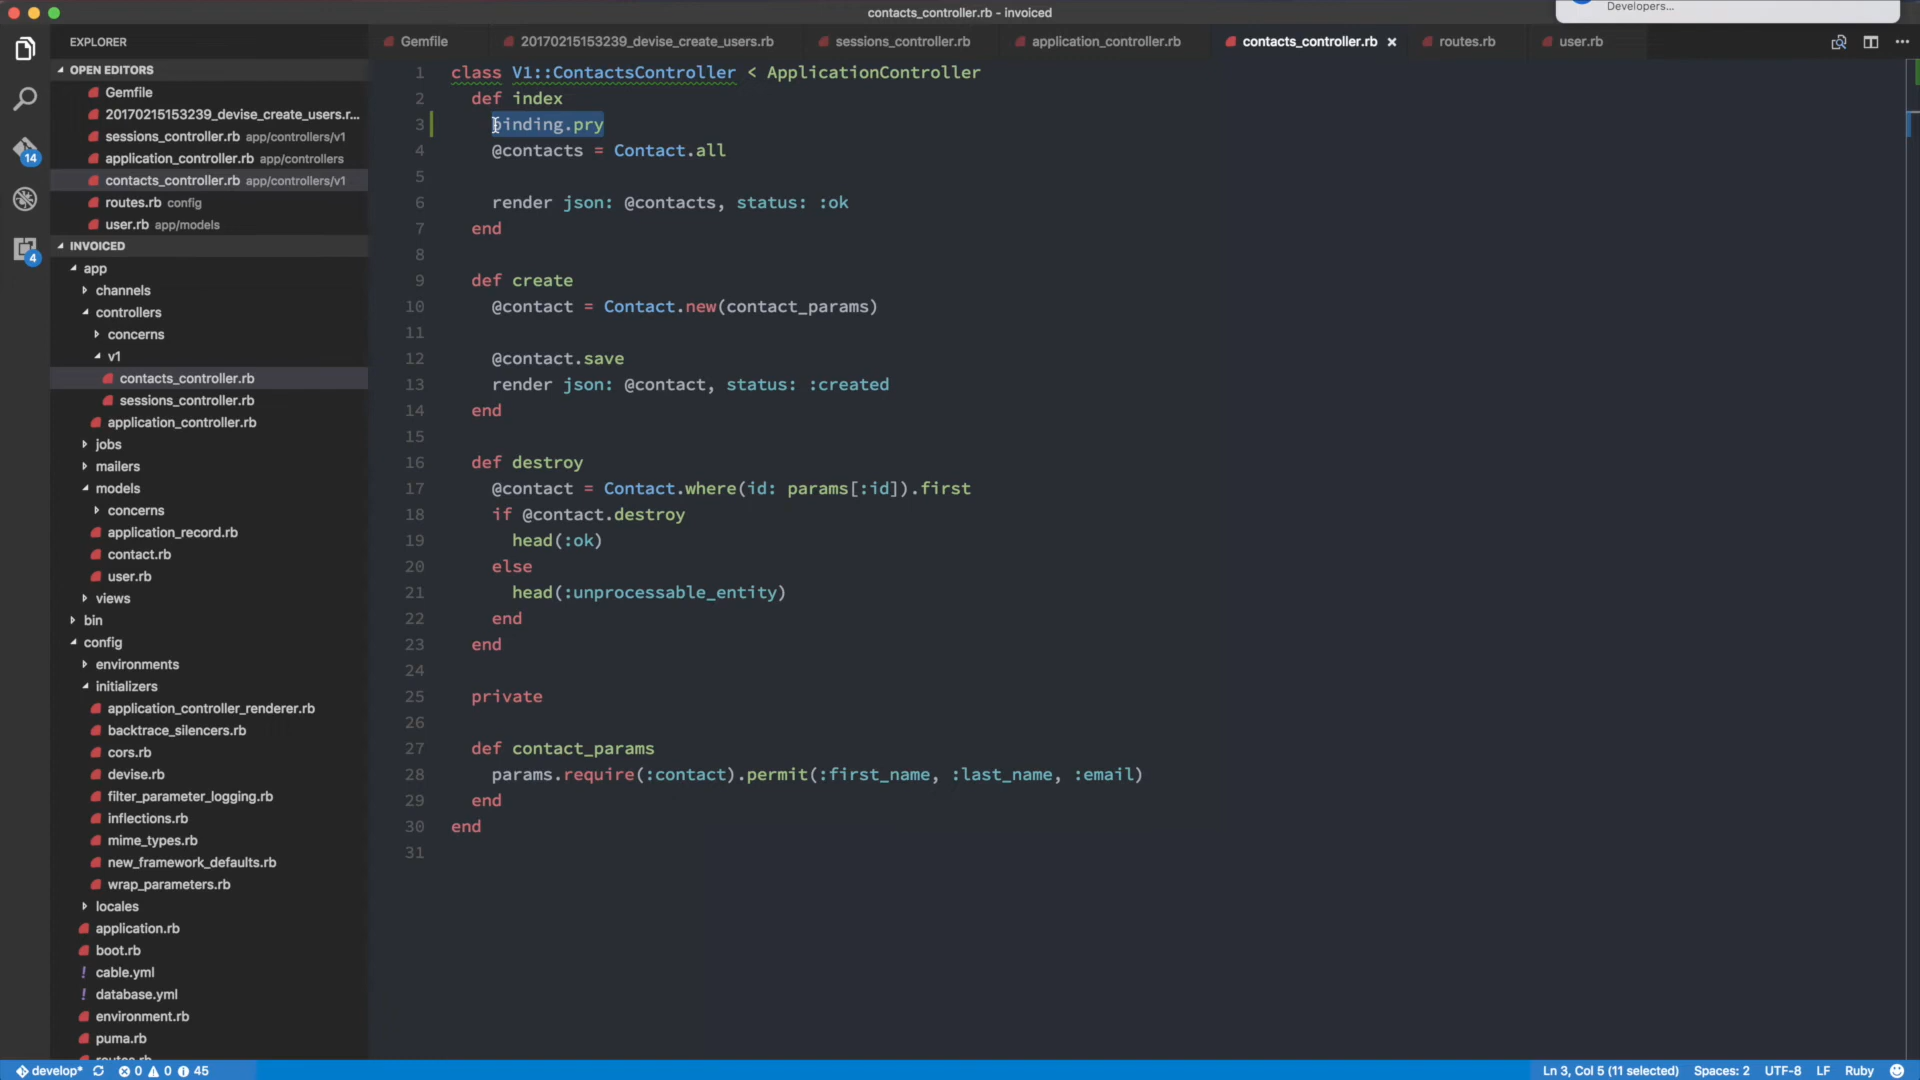 contacts_controller.rb - invoiced
Developers...
EXPLORER
OPEN EDITORS
Gemfile
20170215153239_devise_create_users.r...
sessions_controller.rb app/controllers/v1
application_controller.rb app/controllers
contacts_controller.rb app/controllers/v1
routes.rb config
user.rb app/models
INVOICED
app
channels
controllers
concerns
v1
contacts_controller.rb
sessions_controller.rb
application_controller.rb
jobs
mailers
models
concerns
application_record.rb
contact.rb
user.rb
views
bin
config
environments
initializers
application_controller_renderer.rb
backtrace_silencers.rb
cors.rb
devise.rb
filter_parameter_logging.rb
inflections.rb
mime_types.rb
new_framework_defaults.rb
wrap_parameters.rb
locales
application.rb
boot.rb
! cable.yml
! database.yml
environment.rb
puma.rb
routes.rb
14
4
Gemfile 20170215153239_devise_create_users.rb sessions_controller.rb application_controller.rb contacts_controller.rb × routes.rb user.rb
1 class V1::ContactsController < ApplicationController
2 def index
3 binding.pry
4 @contacts = Contact.all
5
6 render json: @contacts, status: :ok
7 end
8
9 def create
10 @contact = Contact.new(contact_params)
11
12 @contact.save
13 render json: @contact, status: :created
14 end
15
16 def destroy
17 @contact = Contact.where(id: params[:id]).first
18 if @contact.destroy
19 head(:ok)
20 else
21 head(:unprocessable_entity)
22 end
23 end
24
25 private
26
27 def contact_params
28 params.require(:contact).permit(:first_name, :last_name, :email)
29 end
30 end
31
develop* 0 0 45 Ln 3, Col 5 (11 selected) Spaces: 2 UTF-8 LF Ruby